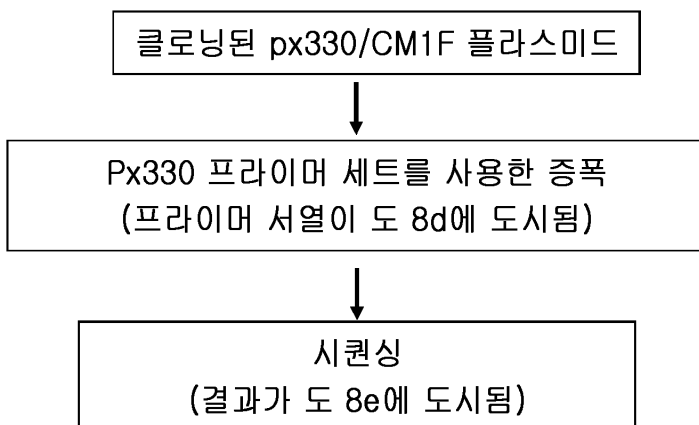 클로닝된 px330/CM1F 플라스미드
Px330 프라이머 세트를 사용한 증폭
(프라이머 서열이 도 8d에 도시됨)
시퀀싱
(결과가 도 8e에 도시됨)